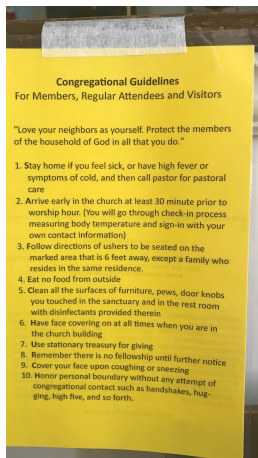 Congregational Guidelines
For Members, Regular Attendees and Visitors
"Love your neighbors as yourself. Protect the members
of the household of God in all that you do."
1. Stay home if you feel sick, or have high fever or
symptoms of cold, and then call pastor for pastoral
care
2. Arrive early in the church at least 30 minute prior to
worship hour. (You will go through check-in process
measuring body temperature and sign-in with your
own contact information)
3. Follow directions of ushers to be seated on the
marked area that is 6 feet away, except a family who
resides in the same residence.
4. Eat no food from outside
5. Clean all the surfaces of furniture, pews, door knobs
you touched in the sanctuary and in the rest room
with disinfectants provided therein
6. Have face covering on at all times when you are in
the church building
7. Use stationary treasury for giving
8. Remember there is no fellowship until further notice
9. Cover your face upon coughing or sneezing
10. Honor personal boundary without any attempt of
congregational contact such as handshakes, hug-
ging, high five, and so forth.